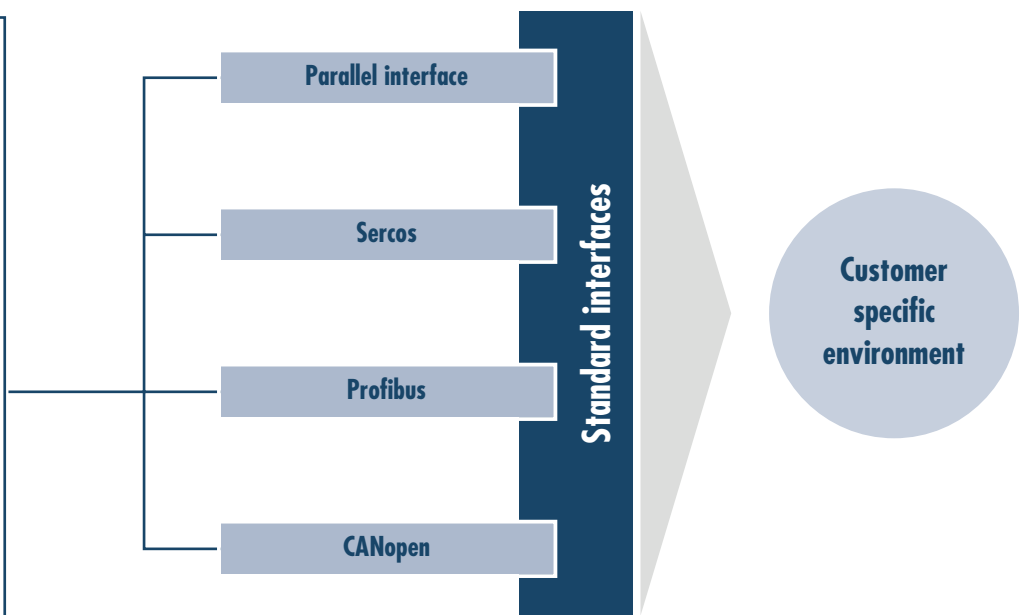 Parallel interface
Sercos
Profibus
CANopen
Standard interfaces
Customer
specific
environment